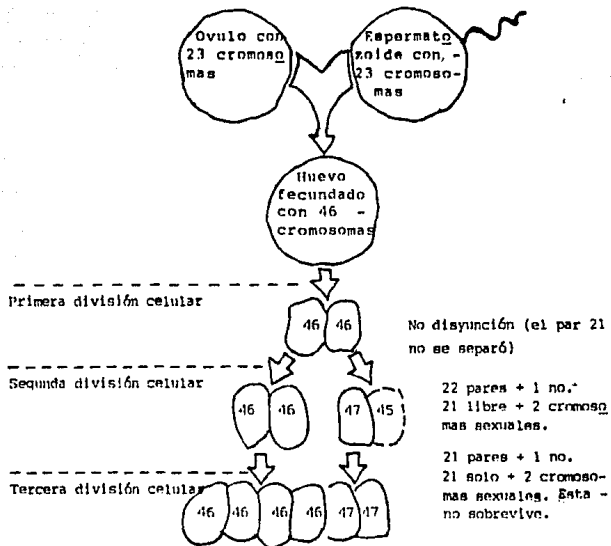 Ovulo con
23 cromoso
mas
Espermato
zoide con, -
23 cromoso-
mas
Huevo
fecundado
con 46 -
cromosomas
Primera división celular
46 46
No disyunción (el par 21
no se separó)
Segunda división celular
46 46 47 45
22 pares + 1 no.
21 libre + 2 cromoso
mas sexuales.
Tercera división celular
46 46 46 46 47 47
21 pares + 1 no.
21 solo + 2 cromoso-
mas sexuales. Esta -
no sobrevive.